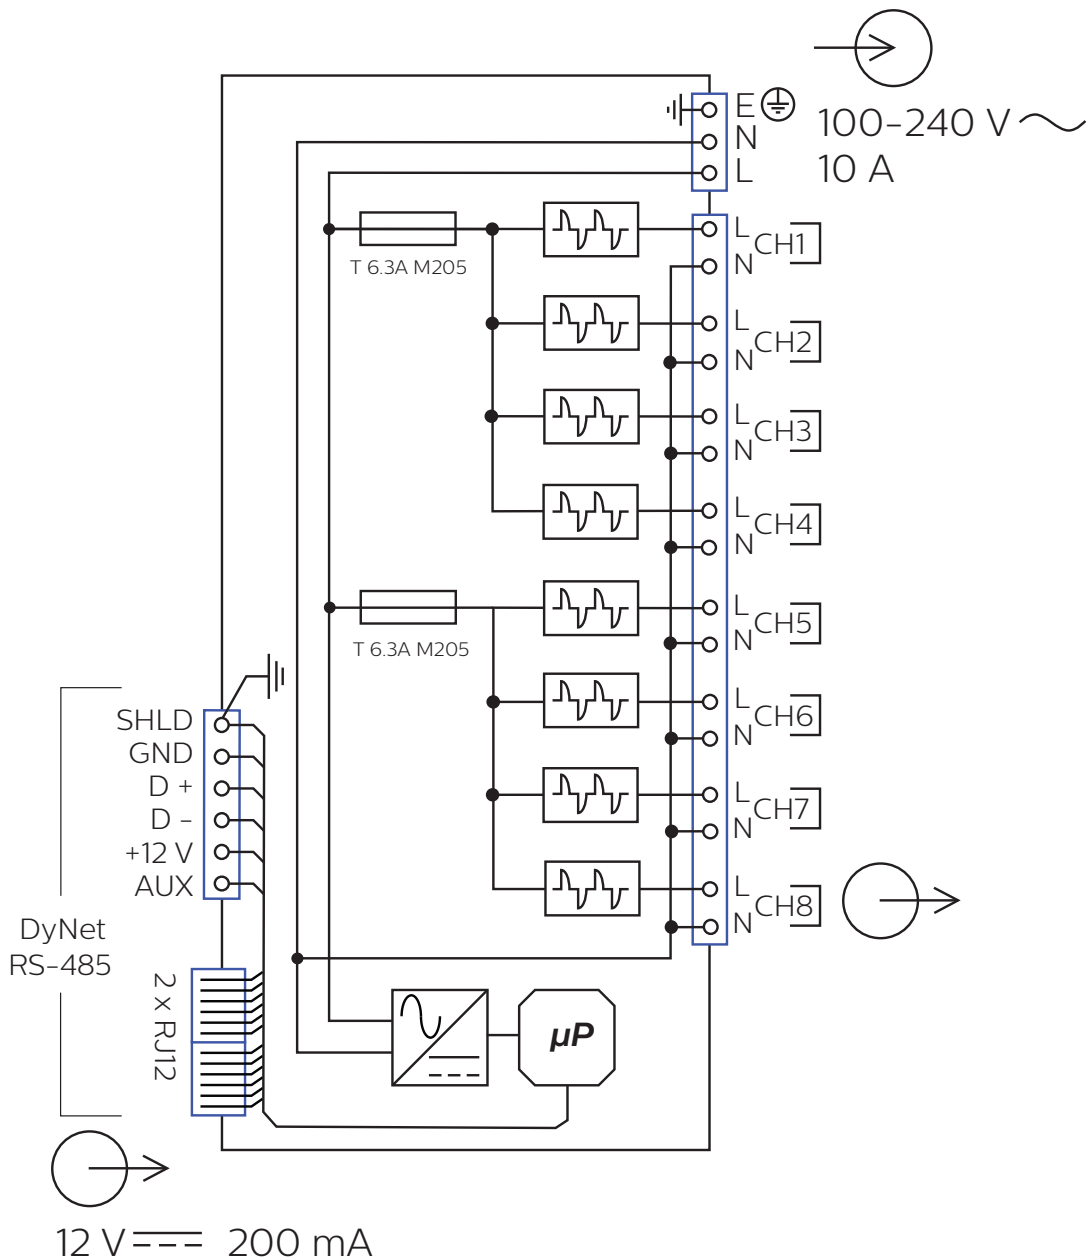 E
N
L
100-240 V
10 A
T 6.3A M205
L
N
CH1
L
N
CH2
L
N
CH3
L
N
CH4
T 6.3A M205
L
N
CH5
L
N
CH6
L
N
CH7
L
N
CH8
SHLD
GND
D +
D -
+12 V
AUX
DyNet
RS-485
2 x RJ12
µP
12 V 200 mA